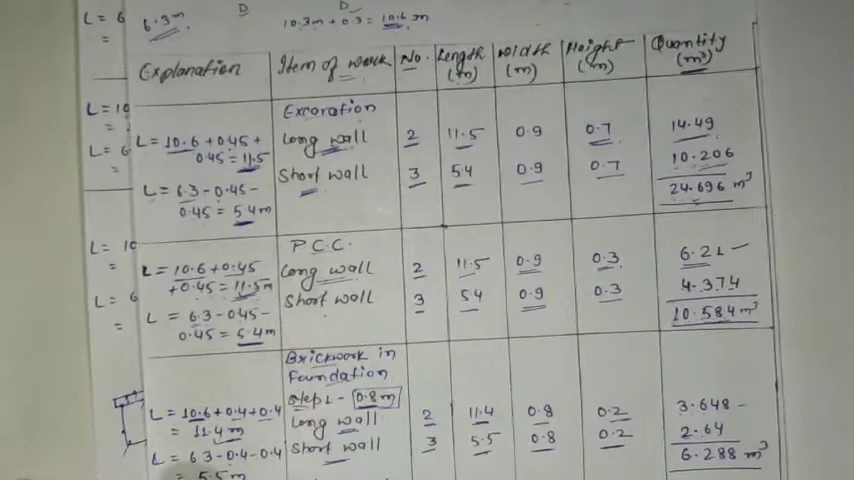 L = 6
=
6.3m
D
D
10.3m + 0.3 = 10.6 m
Explanation Item of work No. Length (m) Width (m) Height (m) Quantity (m³)
Excavation
L = 10
=
L = 6
=
L = 10.6 + 0.45 + Long wall 2 11.5 0.9 0.7 14.49
0.45 = 11.5
Short wall 3 5.4 0.9 0.7 10.206
L = 6.3 - 0.45 - 24.696 m³
0.45 = 5.4m
P.C.C.
L = 10
=
L = 6
=
L = 10.6 + 0.45 Long wall 2 11.5 0.9 0.3 6.21
+ 0.45 = 11.5m Short wall 3 5.4 0.9 0.3 4.374
L = 6.3 - 0.45 - 10.584 m³
0.45 = 5.4m
Brickwork in
Foundation
Step 1 - 0.8m
L = 10.6 + 0.4 + 0.4 Long wall 2 11.4 0.8 0.2 3.648
= 11.4m Short wall 3 5.5 0.8 0.2 2.64
L = 6.3 - 0.4 - 0.4 6.288 m³
= 5.5m